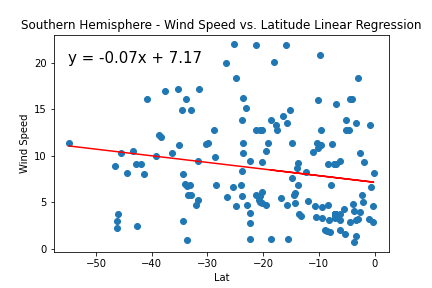 Southern Hemisphere - Wind Speed vs. Latitude Linear Regression
y = -0.07x + 7.17
20
15
10
5
0
Wind Speed
−50
−40
−30
−20
−10
0
Lat